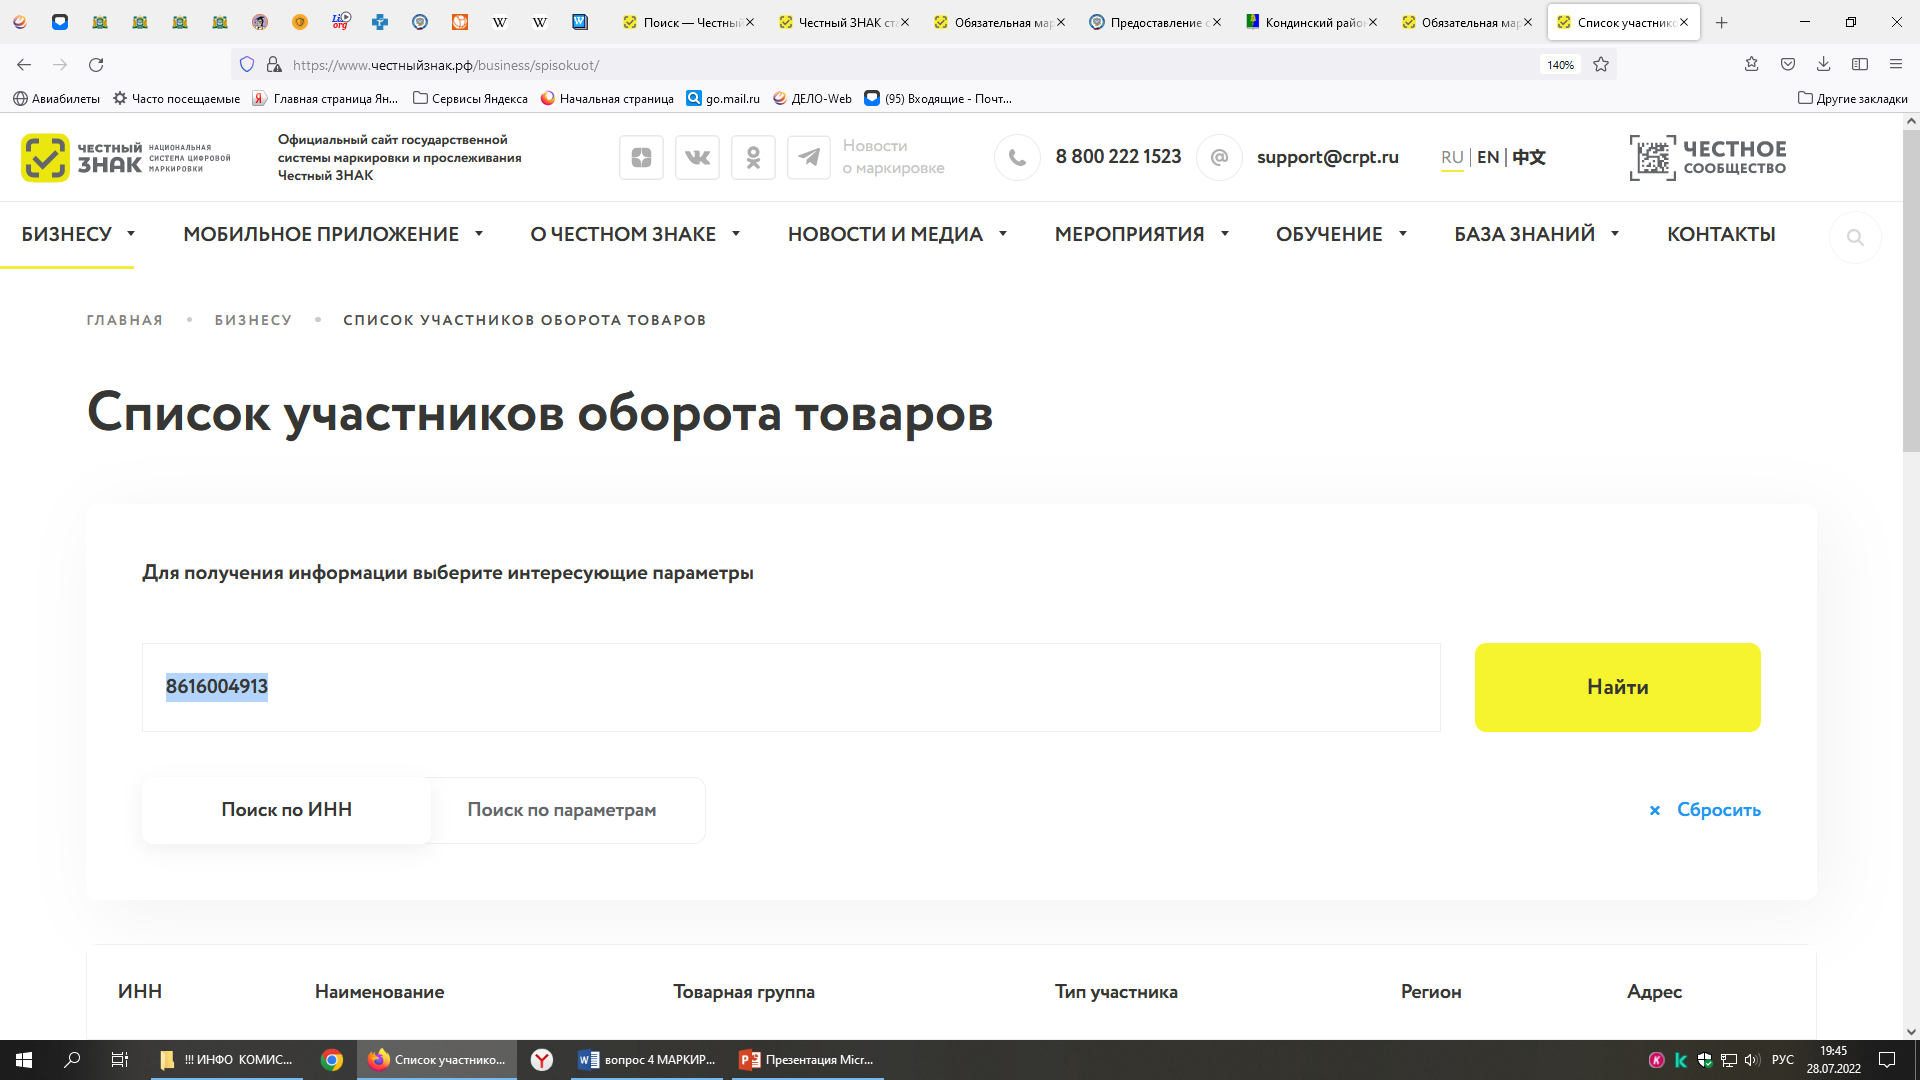 Поиск — Честный
Честный ЗНАК ст
Обязательная мар
Предоставление с
Кондинский райо
Обязательная мар
Список участнико
https://www.честныйзнак.рф/business/spisokuot/
140%
Авиабилеты
Часто посещаемые
Главная страница Ян...
Сервисы Яндекса
Начальная страница
go.mail.ru
ДЕЛО-Web
(95) Входящие - Почт...
Другие закладки
ЧЕСТНЫЙ
ЗНАК
НАЦИОНАЛЬНАЯ
СИСТЕМА ЦИФРОВОЙ
МАРКИРОВКИ
Официальный сайт государственной
системы маркировки и прослеживания
Честный ЗНАК
Новости
о маркировке
8 800 222 1523
support@crpt.ru
RU | EN | 中文
ЧЕСТНОЕ
СООБЩЕСТВО
БИЗНЕСУ
МОБИЛЬНОЕ ПРИЛОЖЕНИЕ
О ЧЕСТНОМ ЗНАКЕ
НОВОСТИ И МЕДИА
МЕРОПРИЯТИЯ
ОБУЧЕНИЕ
БАЗА ЗНАНИЙ
КОНТАКТЫ
ГЛАВНАЯ • БИЗНЕСУ • СПИСОК УЧАСТНИКОВ ОБОРОТА ТОВАРОВ
Список участников оборота товаров
Для получения информации выберите интересующие параметры
8616004913
Найти
Поиск по ИНН
Поиск по параметрам
× Сбросить
ИНН
Наименование
Товарная группа
Тип участника
Регион
Адрес
!!! ИНФО КОМИС...
Список участнико...
вопрос 4 МАРКИР...
Презентация Micr...
РУС
19:45
28.07.2022